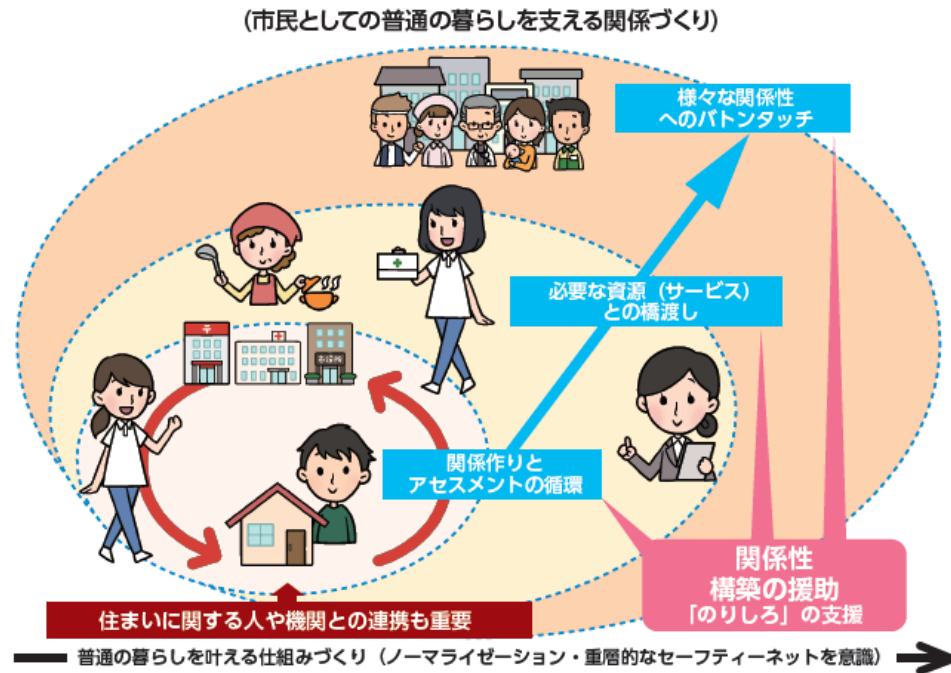 (市民としての普通の暮らしを支える関係づくり)
様々な関係性
へのバトンタッチ
必要な資源（サービス）
との橋渡し
市役所
関係作りと
アセスメントの循環
関係性
構築の援助
「のりしろ」の支援
住まいに関する人や機関との連携も重要
普通の暮らしを叶える仕組みづくり（ノーマライゼーション・重層的なセーフティーネットを意識）